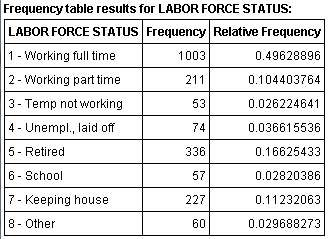 Frequency table results for LABOR FORCE STATUS:
LABOR FORCE STATUS Frequency Relative Frequency
1 - Working full time 1003 0.49628896
2 - Working part time 211 0.104403764
3 - Temp not working 53 0.026224641
4 - Unempl., laid off 74 0.036615536
5 - Retired 336 0.16625433
6 - School 57 0.02820386
7 - Keeping house 227 0.11232063
8 - Other 60 0.029688273